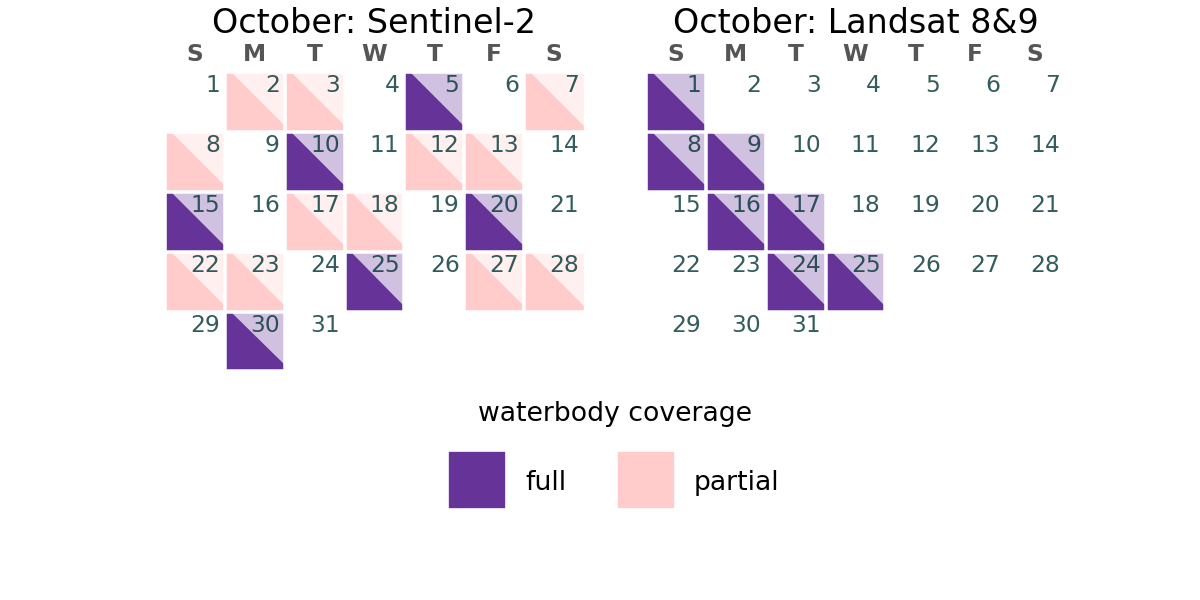 October: Sentinel-2
S M T W T F S
1 2 3 4 5 6 7
8 9 10 11 12 13 14
15 16 17 18 19 20 21
22 23 24 25 26 27 28
29 30 31
October: Landsat 8&9
S M T W T F S
1 2 3 4 5 6 7
8 9 10 11 12 13 14
15 16 17 18 19 20 21
22 23 24 25 26 27 28
29 30 31
waterbody coverage
full
partial